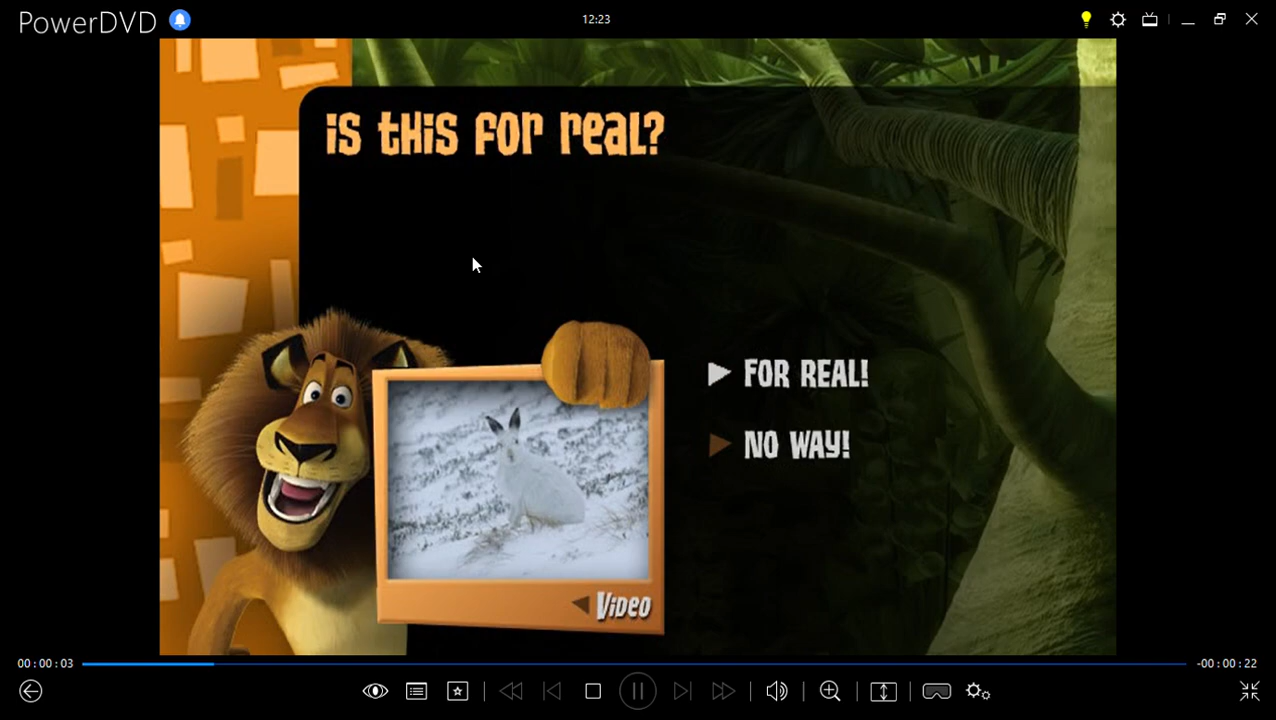 PowerDVD
12:23
is this for real?
FOR REAL!
NO WAY!
Video
00:00:03
-00:00:22